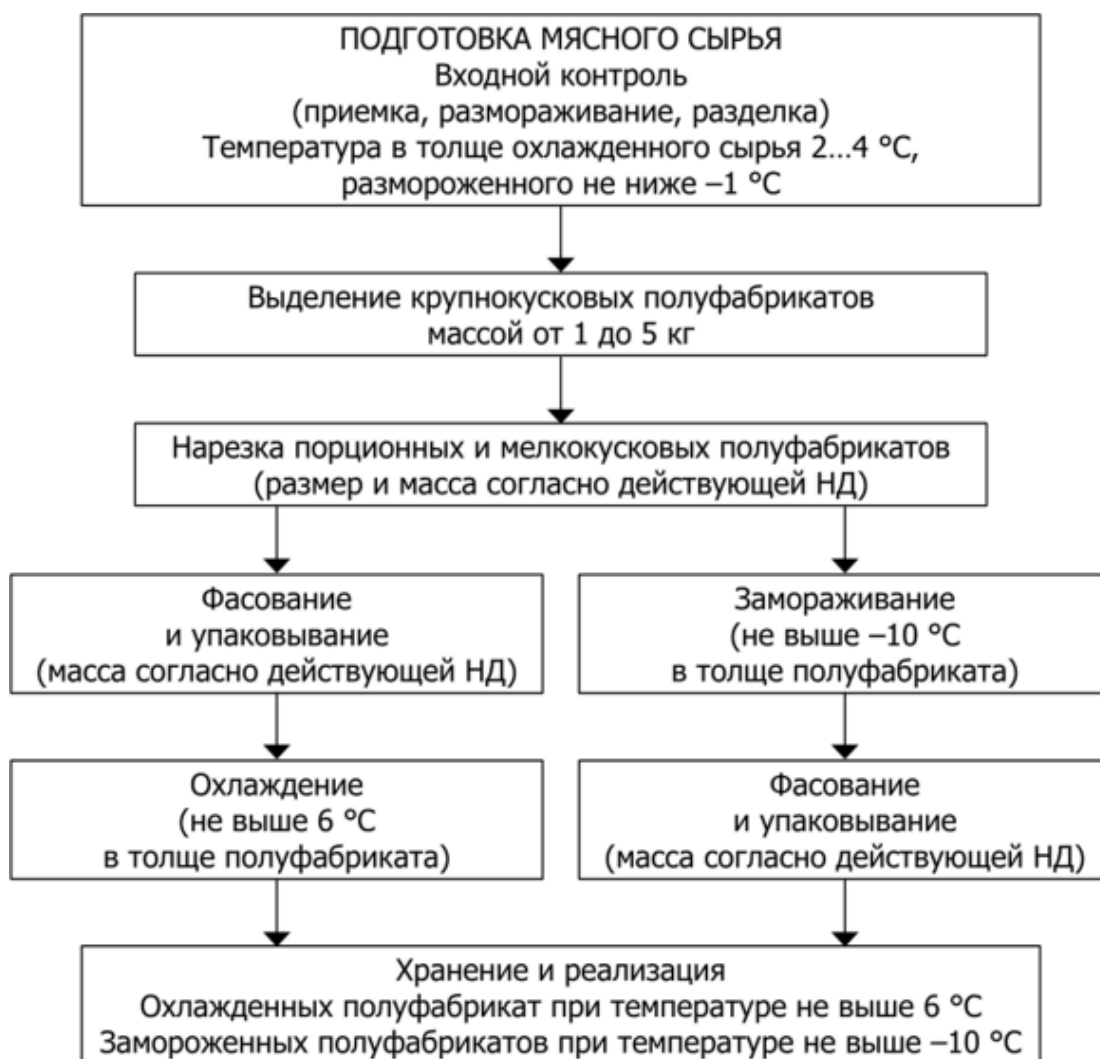 ПОДГОТОВКА МЯСНОГО СЫРЬЯ
Входной контроль
(приемка, размораживание, разделка)
Температура в толще охлажденного сырья 2...4 °C,
размороженного не ниже –1 °C
Выделение крупнокусковых полуфабрикатов
массой от 1 до 5 кг
Нарезка порционных и мелкокусковых полуфабрикатов
(размер и масса согласно действующей НД)
Фасование
и упаковывание
(масса согласно действующей НД)
Замораживание
(не выше –10 °C
в толще полуфабриката)
Охлаждение
(не выше 6 °C
в толще полуфабриката)
Фасование
и упаковывание
(масса согласно действующей НД)
Хранение и реализация
Охлажденных полуфабрикат при температуре не выше 6 °C
Замороженных полуфабрикатов при температуре не выше –10 °C